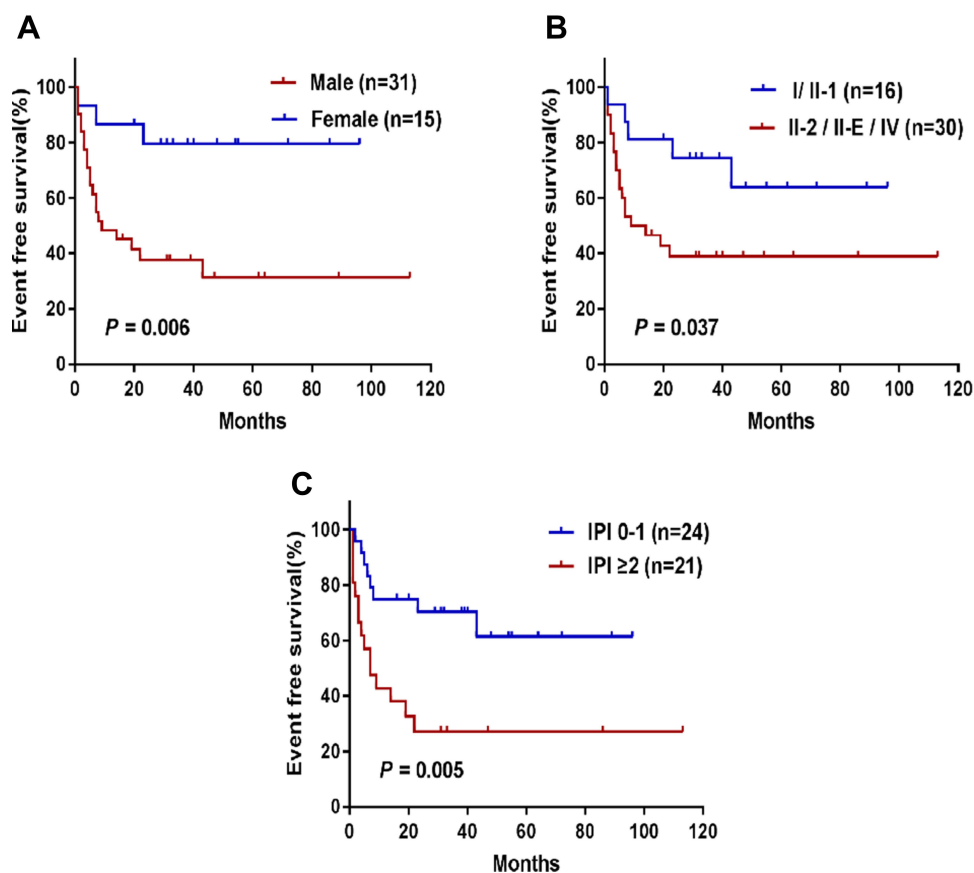 A
Event free survival(%)
100
80
60
40
20
0
Male (n=31)
Female (n=15)
P = 0.006
0 20 40 60 80 100 120
Months
B
Event free survival(%)
100
80
60
40
20
0
I/ II-1 (n=16)
II-2 / II-E / IV (n=30)
P = 0.037
0 20 40 60 80 100 120
Months
C
Event free survival(%)
100
80
60
40
20
0
IPI 0-1 (n=24)
IPI ≥2 (n=21)
P = 0.005
0 20 40 60 80 100 120
Months